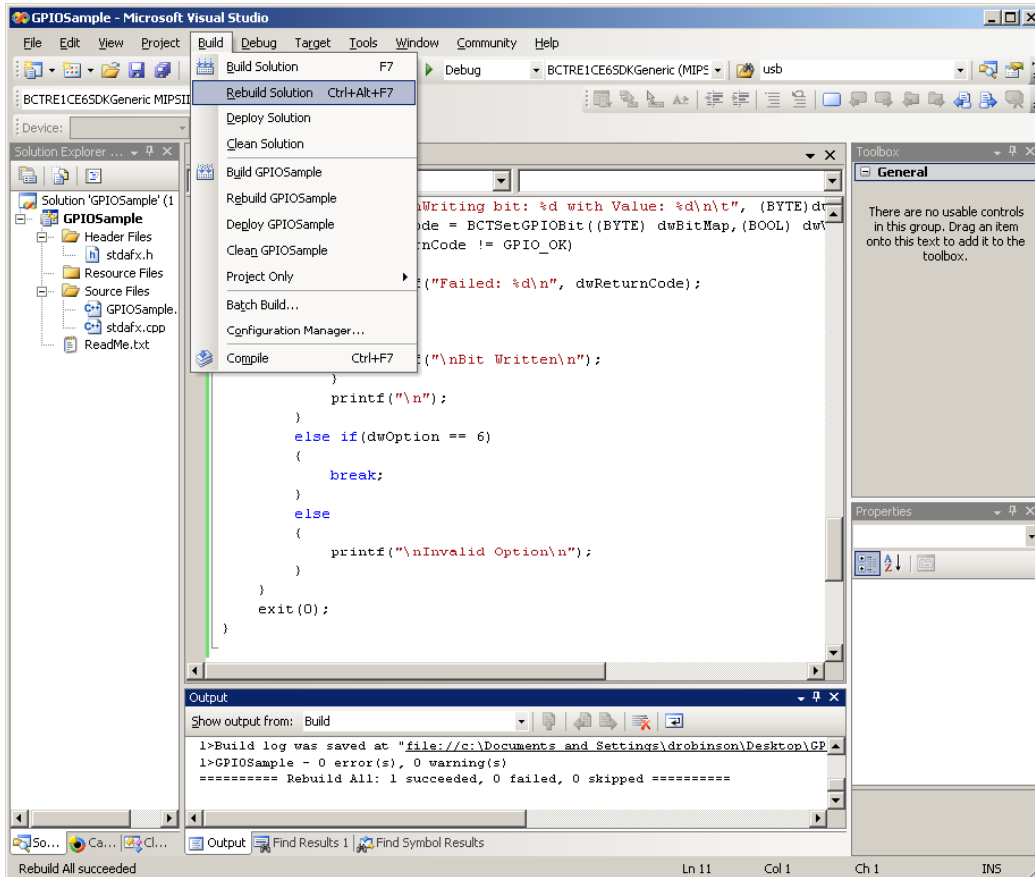 GPIOSample - Microsoft Visual Studio
File Edit View Project Build Debug Target Tools Window Community Help
Debug BCTRE1CE6SDKGeneric (MIPS usb
BCTRE1CE6SDKGeneric MIPSII
Device:
Build Solution F7
Rebuild Solution Ctrl+Alt+F7
Deploy Solution
Clean Solution
Build GPIOSample
Rebuild GPIOSample
Deploy GPIOSample
Clean GPIOSample
Project Only
Batch Build...
Configuration Manager...
Compile Ctrl+F7
Solution Explorer ...
Solution 'GPIOSample' (1
GPIOSample
Header Files
stdafx.h
Resource Files
Source Files
GPIOSample.
stdafx.cpp
ReadMe.txt
nWriting bit: %d with Value: %d\n\t", (BYTE)dw
ode = BCTSetGPIOBit((BYTE) dwBitMap,(BOOL) dwV
rnCode != GPIO_OK)
f("Failed: %d\n", dwReturnCode);
f("\nBit Written\n");
}
printf("\n");
}
else if(dwOption == 6)
{
break;
}
else
{
printf("\nInvalid Option\n");
}
}
exit(0);
}
Toolbox
General
There are no usable controls
in this group. Drag an item
onto this text to add it to the
toolbox.
Properties
Output
Show output from: Build
1>Build log was saved at "file://c:\Documents and Settings\drobinson\Desktop\GP
1>GPIOSample - 0 error(s), 0 warning(s)
========== Rebuild All: 1 succeeded, 0 failed, 0 skipped ==========
So... Ca... Cl... Output Find Results 1 Find Symbol Results
Rebuild All succeeded Ln 11 Col 1 Ch 1 INS